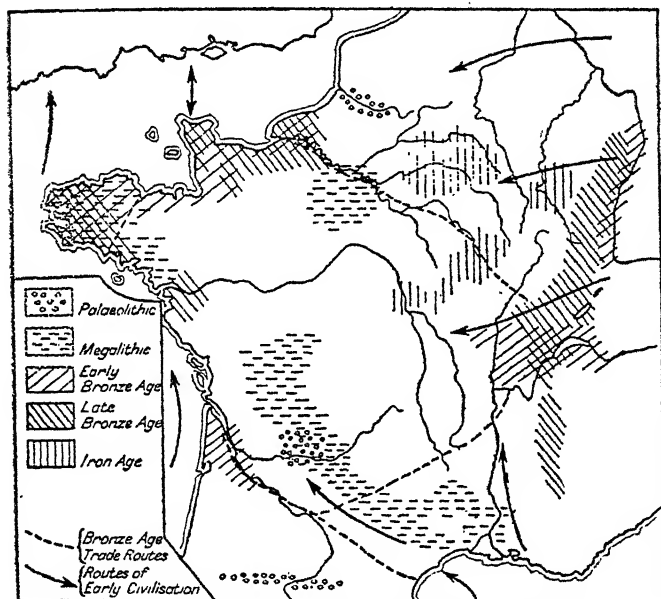 Palaeolithic
Megalithic
Early
Bronze Age
Late
Bronze Age
Iron Age
Bronze Age
Trade Routes
Routes of
Early Civilisation